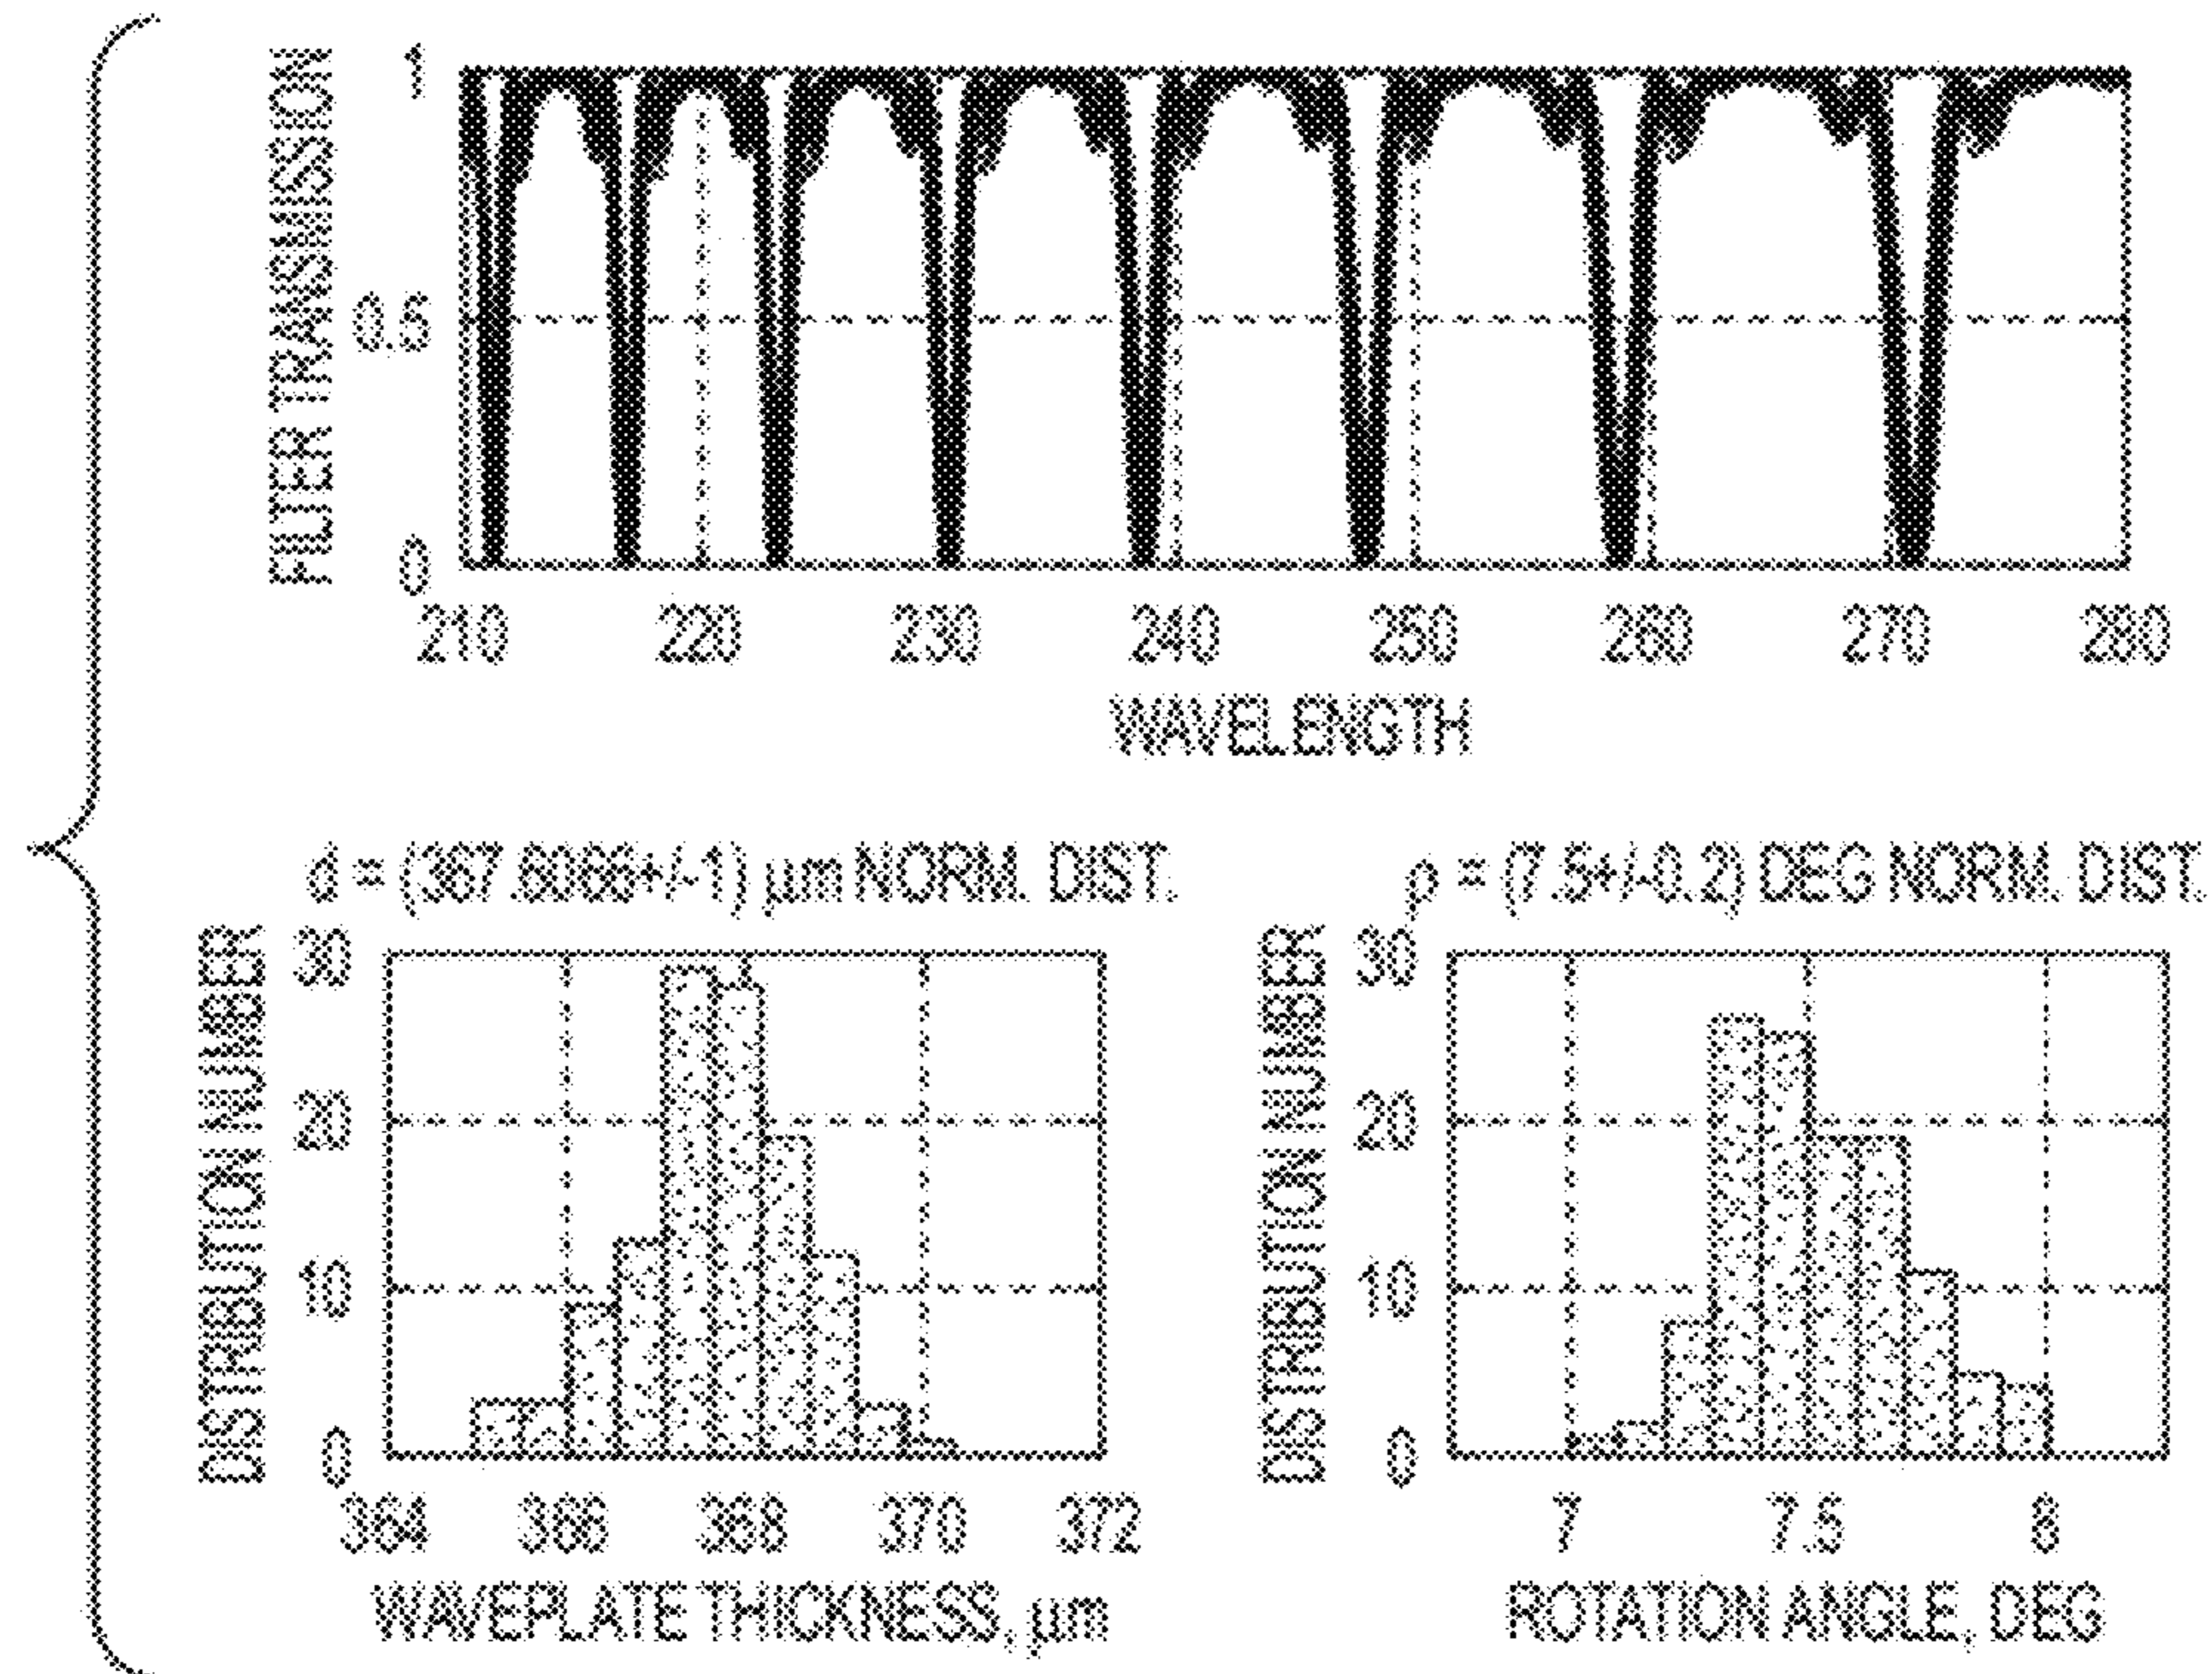 FILTER TRANSMISSION
1
0.5
0
210 220 230 240 250 260 270 280
WAVELENGTH
d = (367.6066+/-1) μm NORM. DIST.
DISTRIBUTION NUMBER
30
20
10
0
364 366 368 370 372
WAVEPLATE THICKNESS, μm
ρ = (7.5+/-0.2) DEG NORM. DIST.
DISTRIBUTION NUMBER
30
20
10
0
7 7.5 8
ROTATION ANGLE, DEG